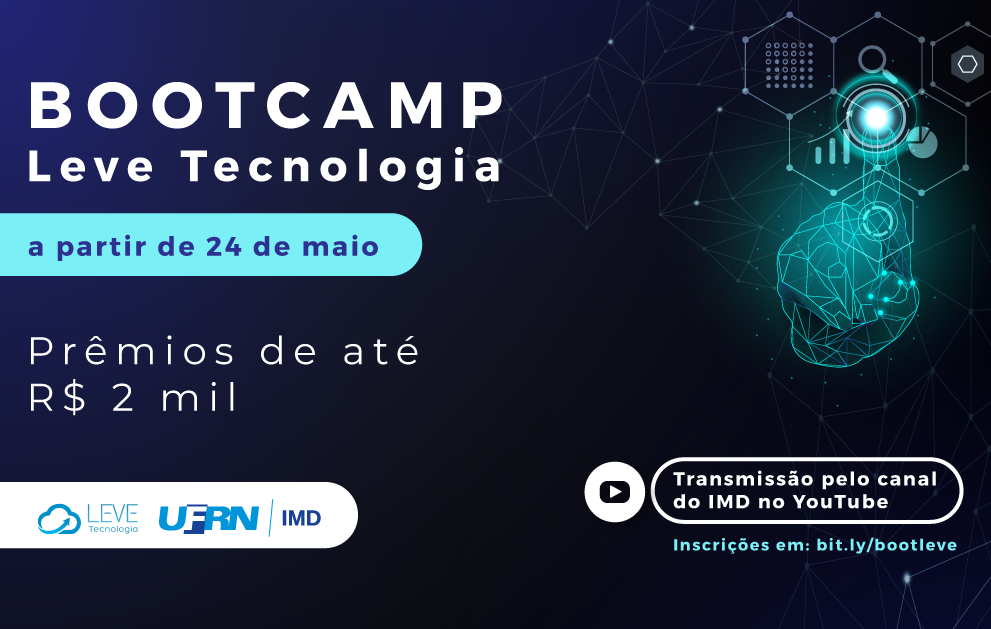 BOOTCAMP
Leve Tecnologia
a partir de 24 de maio
Prêmios de até
R$ 2 mil
LEVE
Tecnologia
UFRN
IMD
Transmissão pelo canal
do IMD no YouTube
Inscrições em: bit.ly/bootleve